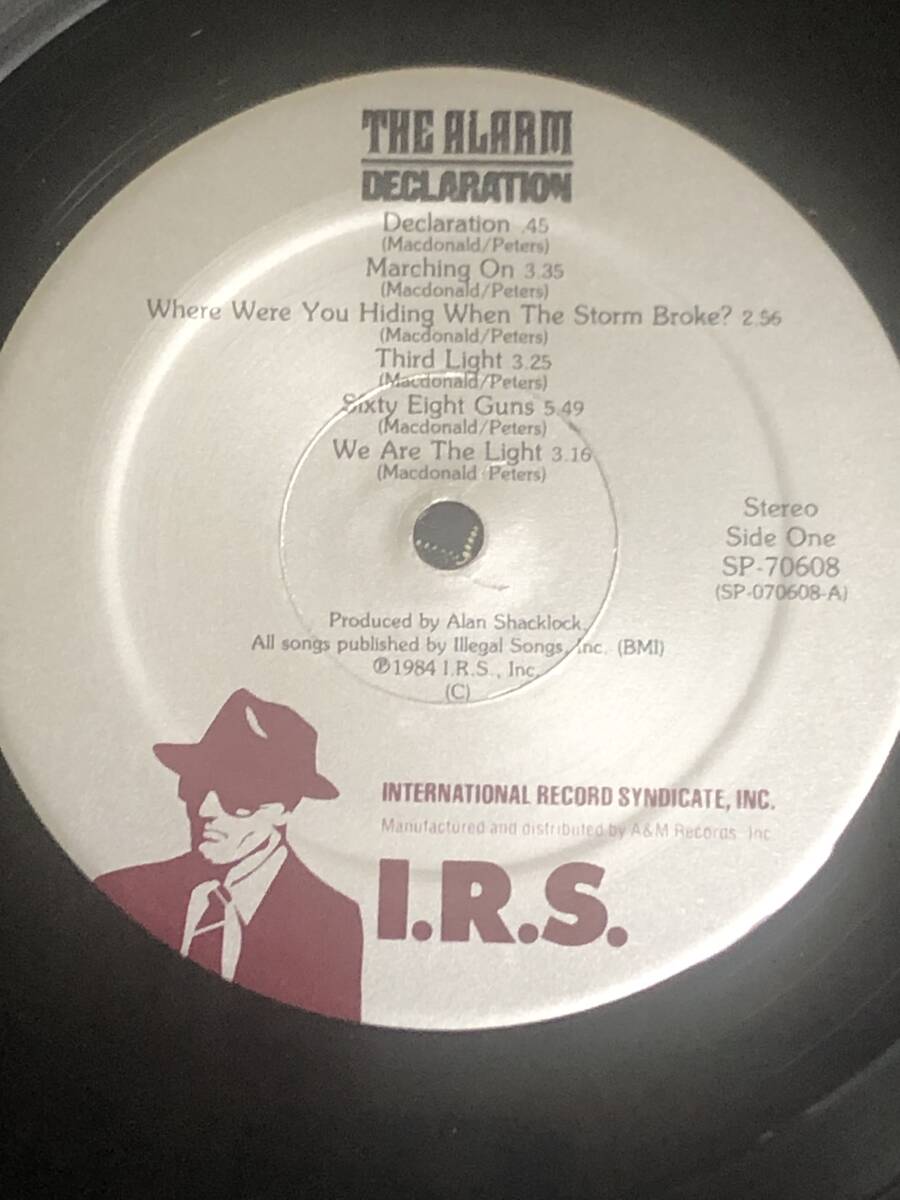 THE ALARM
DECLARATION
Declaration .45
(Macdonald/Peters)
Marching On 3.35
(Macdonald/Peters)
Where Were You Hiding When The Storm Broke? 2.56
(Macdonald/Peters)
Third Light 3.25
(Macdonald/Peters)
Sixty Eight Guns 5.49
(Macdonald/Peters)
We Are The Light 3.16
(Macdonald Peters)
Stereo
Side One
SP-70608
(SP-070608-A)
Produced by Alan Shacklock
All songs published by Illegal Songs, Inc. (BMI)
℗1984 I.R.S., Inc.
(C)
INTERNATIONAL RECORD SYNDICATE, INC.
Manufactured and distributed by A&M Records Inc
I.R.S.